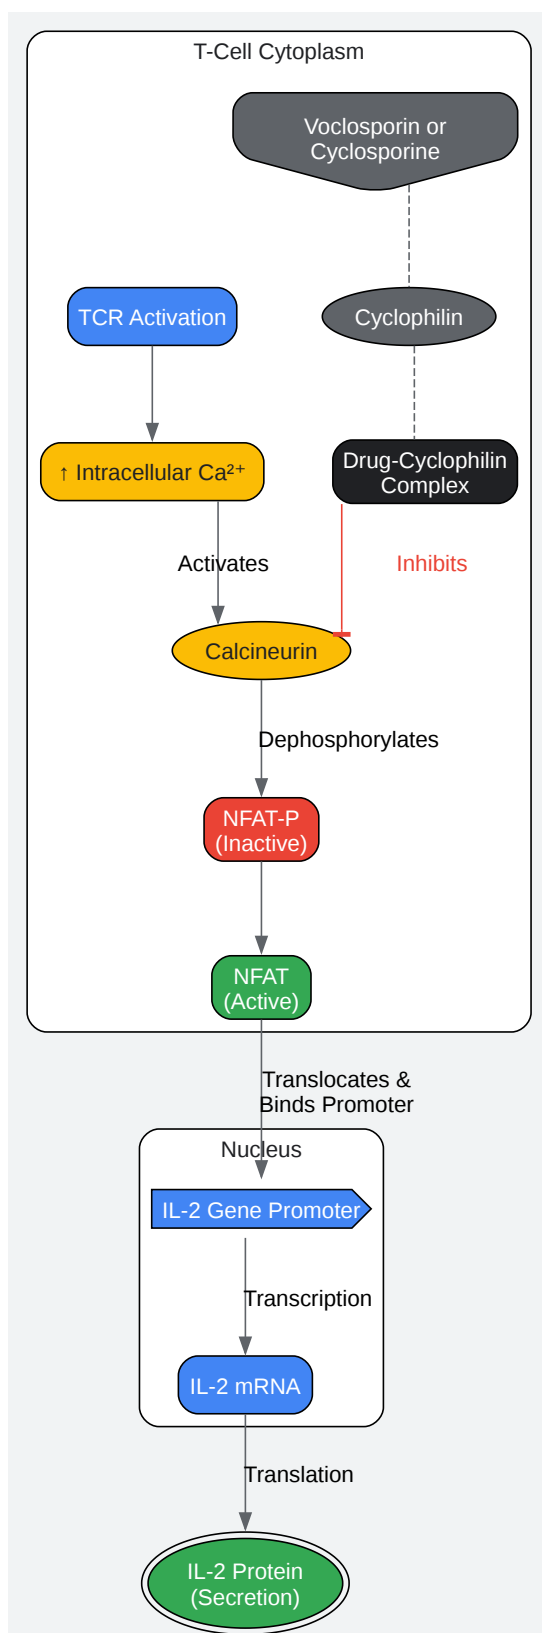 T-Cell Cytoplasm
Voclosporin or
Cyclosporine
TCR Activation
Cyclophilin
↑ Intracellular Ca²⁺
Drug-Cyclophilin
Complex
Activates
Inhibits
Calcineurin
Dephosphorylates
NFAT-P
(Inactive)
NFAT
(Active)
Translocates &
Binds Promoter
Nucleus
IL-2 Gene Promoter
Transcription
IL-2 mRNA
Translation
IL-2 Protein
(Secretion)